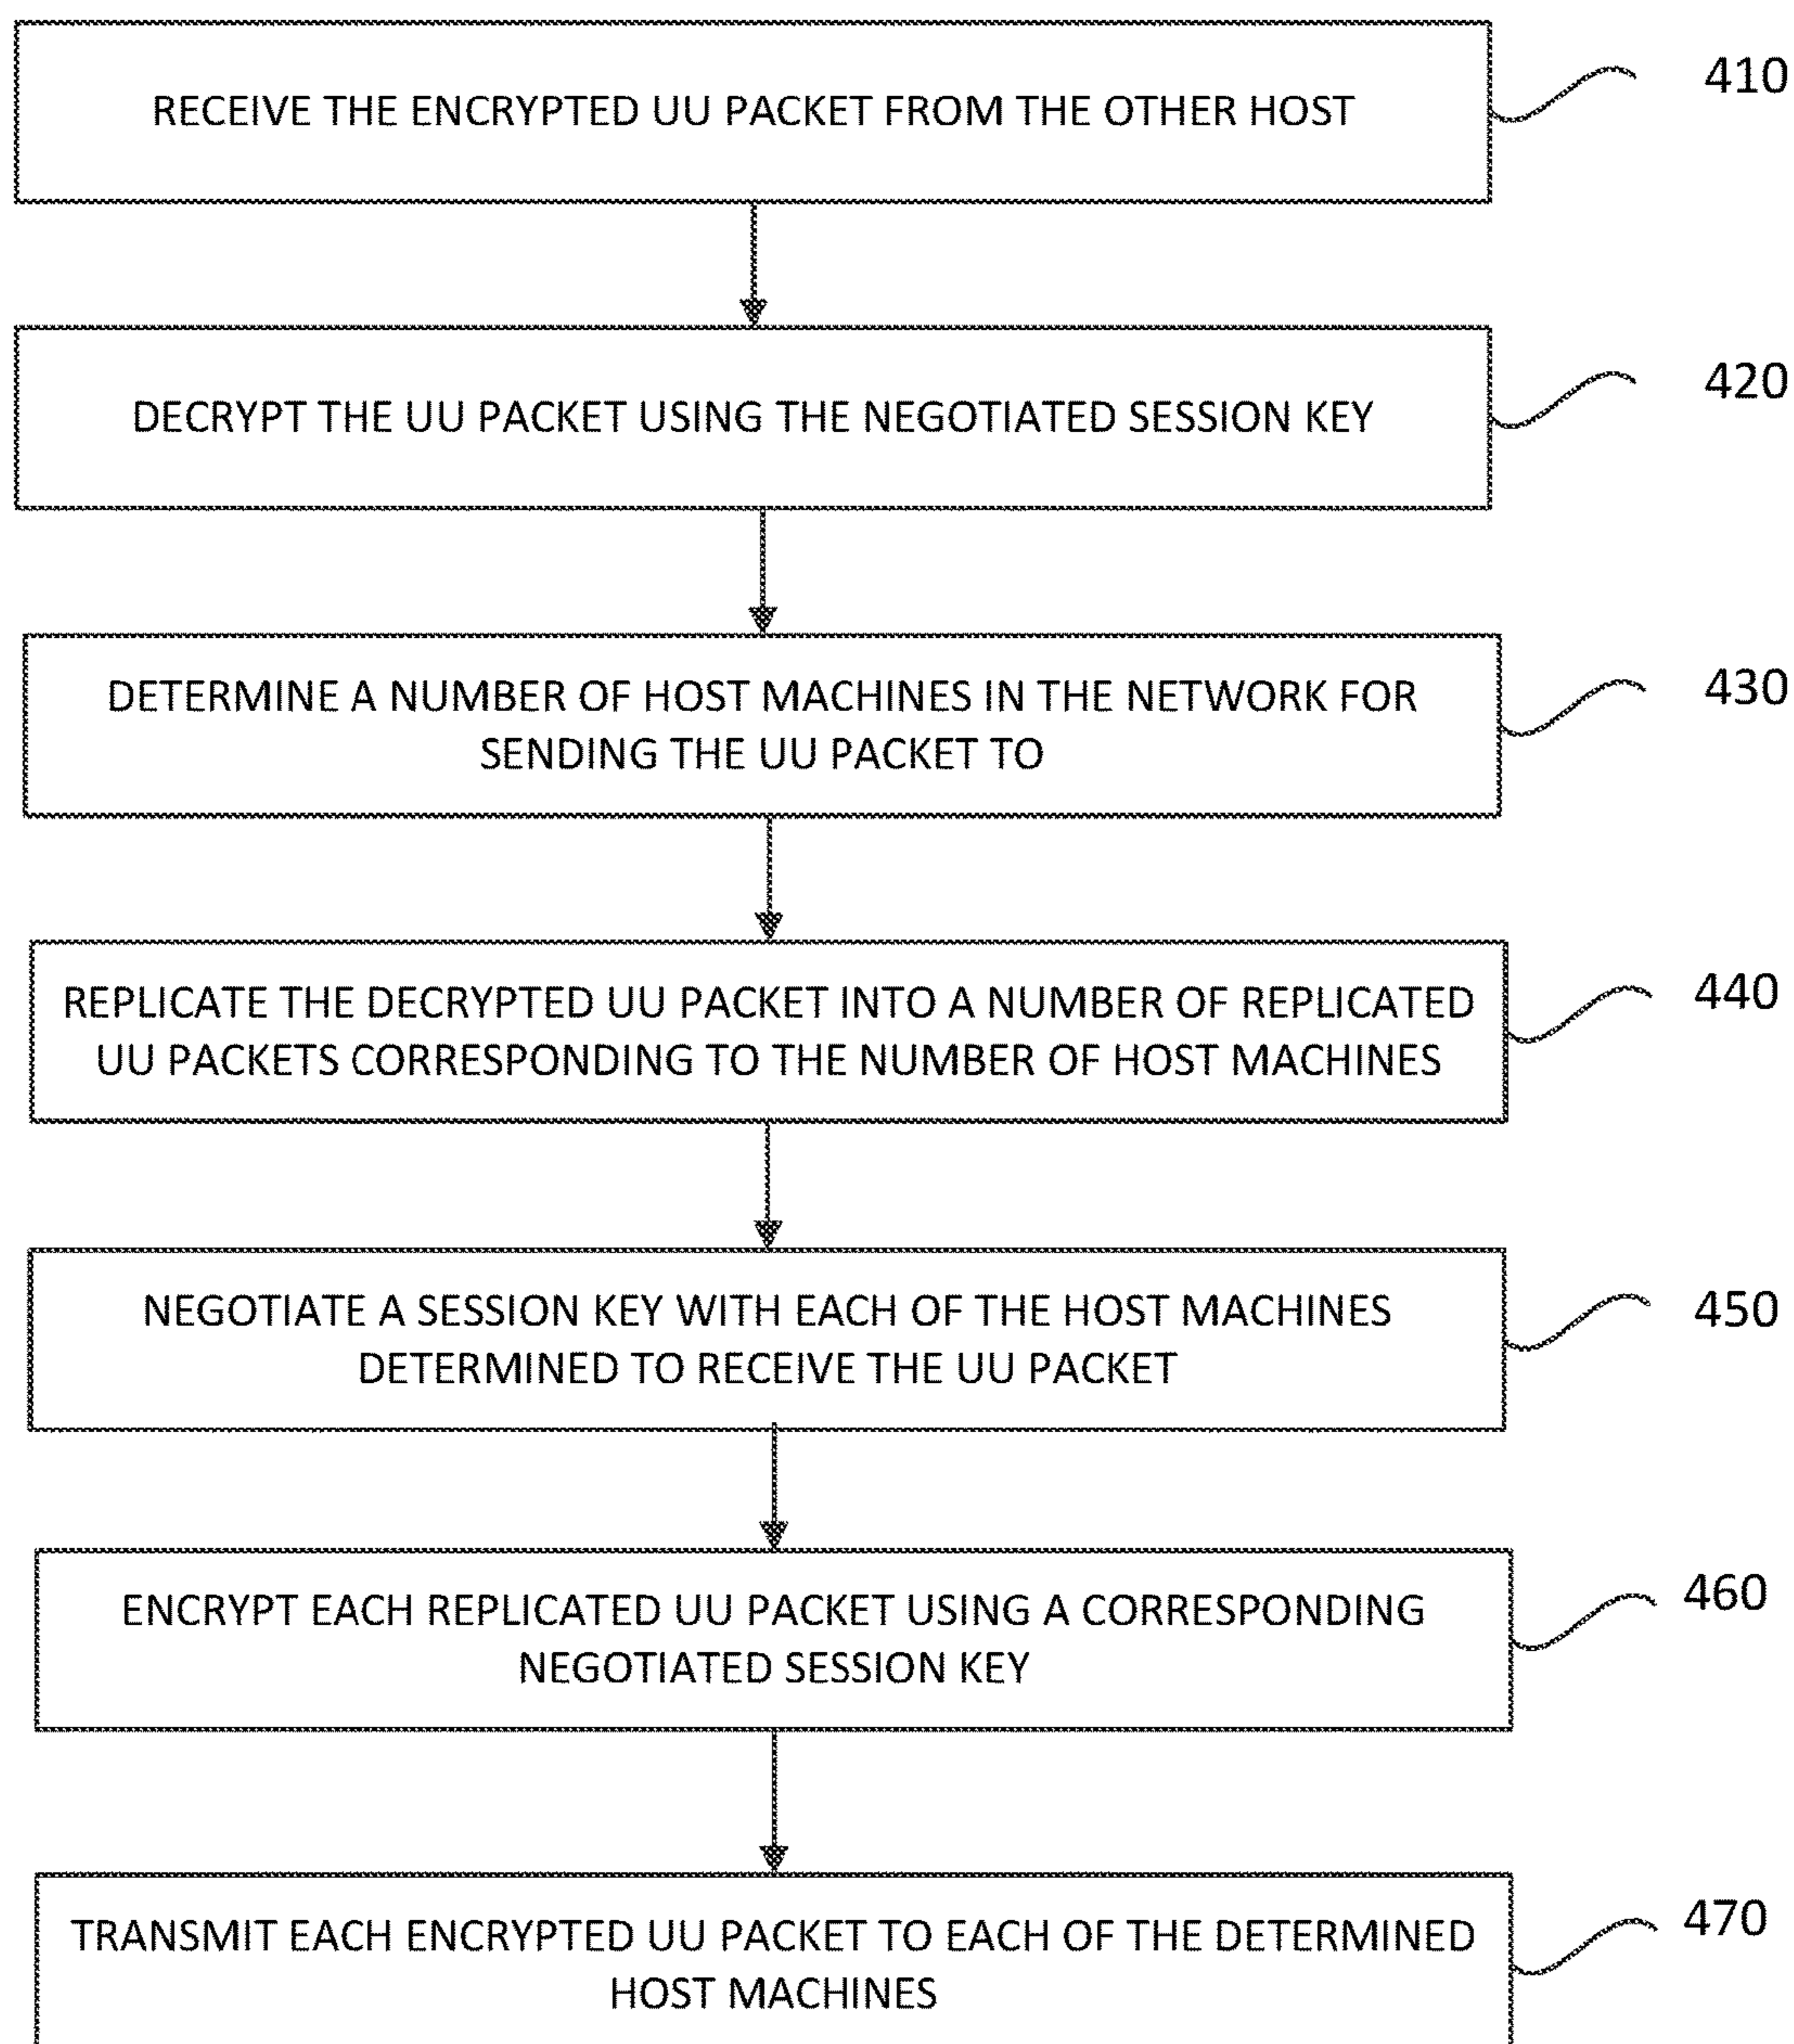 RECEIVE THE ENCRYPTED UU PACKET FROM THE OTHER HOST
410
DECRYPT THE UU PACKET USING THE NEGOTIATED SESSION KEY
420
DETERMINE A NUMBER OF HOST MACHINES IN THE NETWORK FOR
SENDING THE UU PACKET TO
430
REPLICATE THE DECRYPTED UU PACKET INTO A NUMBER OF REPLICATED
UU PACKETS CORRESPONDING TO THE NUMBER OF HOST MACHINES
440
NEGOTIATE A SESSION KEY WITH EACH OF THE HOST MACHINES
DETERMINED TO RECEIVE THE UU PACKET
450
ENCRYPT EACH REPLICATED UU PACKET USING A CORRESPONDING
NEGOTIATED SESSION KEY
460
TRANSMIT EACH ENCRYPTED UU PACKET TO EACH OF THE DETERMINED
HOST MACHINES
470